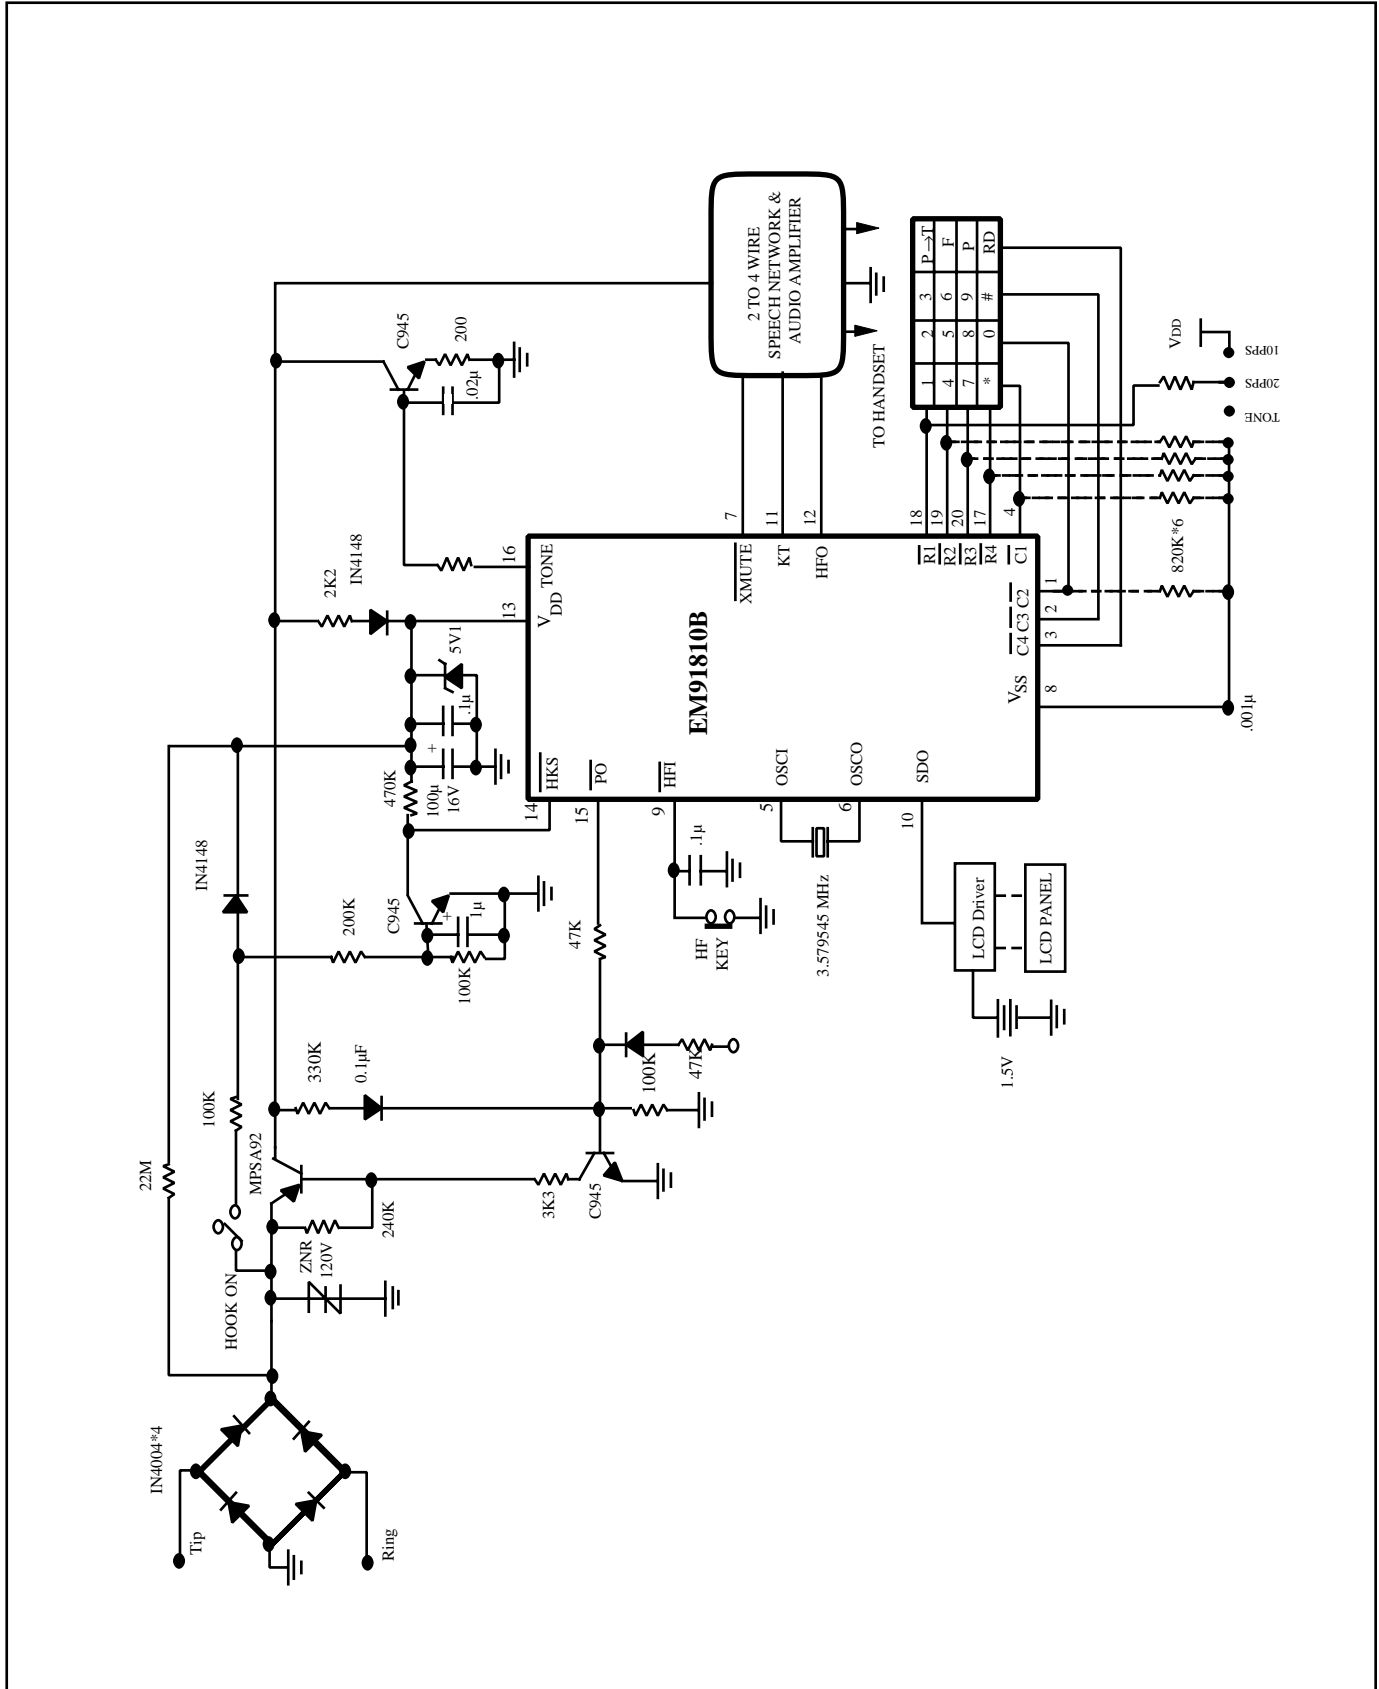 IN4004*4
Tip
Ring
22M
HOOK ON
ZNR
120V
240K
MPSA92
100K
IN4148
330K
0.1µF
3K3
C945
100K
47K
47K
200K
C945
+
1µ
100K
470K
100µ
16V
+
.1µ
5V1
2K2
IN4148
C945
.02µ
200
2 TO 4 WIRE
SPEECH NETWORK &
AUDIO AMPLIFIER
TO HANDSET
EM91810B
14
HKS
15
PO
9
HFI
5
OSCI
6
OSCO
10
SDO
13
VDD
16
TONE
7
XMUTE
11
KT
12
HFO
18
R1
19
R2
20
R3
17
R4
4
C1
1
C2
2
C3
3
C4
8
VSS
.1µ
HF
KEY
3.579545 MHz
LCD Driver
LCD PANEL
1.5V
1 2 3 P→T
4 5 6 F
7 8 9 P
* 0 # RD
VDD
10PPS
20PPS
TONE
820K*6
.001µ